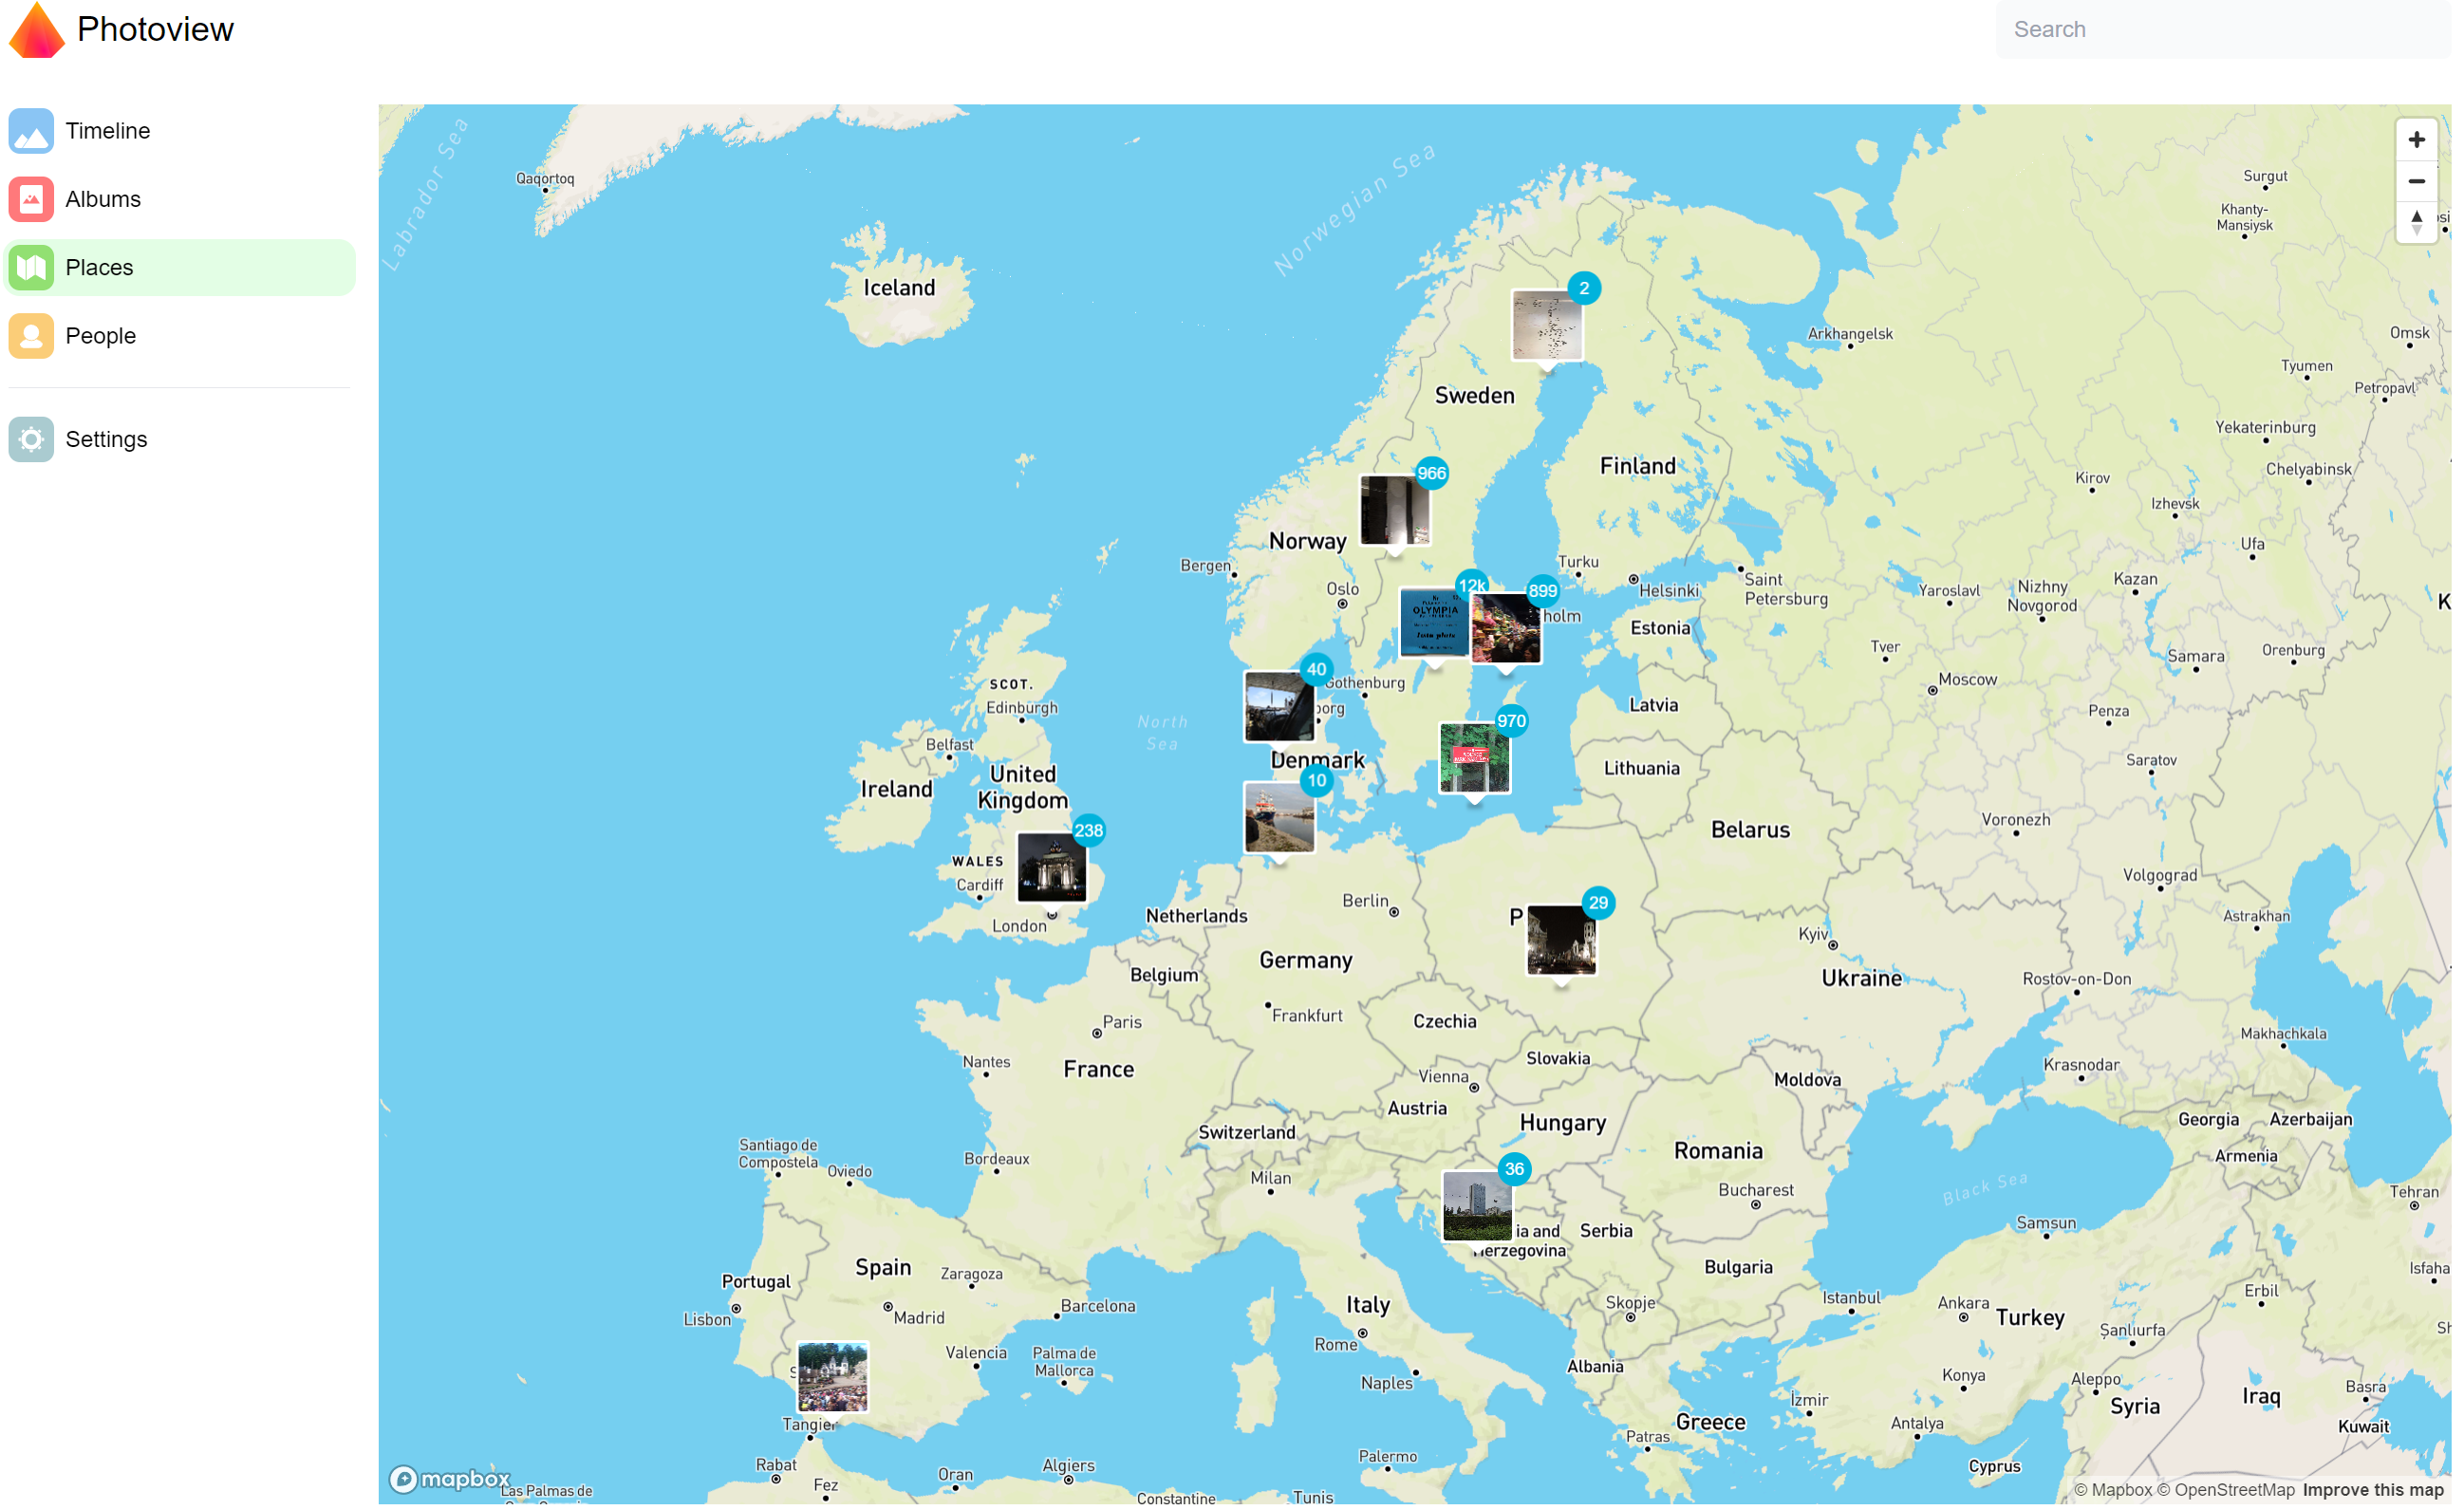 Photoview
Search
Timeline
Albums
Places
People
Settings
Labrador Sea
Norwegian Sea
Qaqortoq
Surgut
Khanty-
Mansiysk
Iceland
2
Arkhangelsk
Omsk
Tyumen
Petropavl
Sweden
Yekaterinburg
Finland
966
Chelyabinsk
Kirov
Izhevsk
Norway
Ufa
Bergen
Turku
Oslo
Helsinki
Saint
Petersburg
Kazan
Yaroslavl
Nizhny
Novgorod
12k
899
OLYMPIA
holm
Estonia
Tver
Samara
Orenburg
40
Gothenburg
Moscow
SCOT.
Edinburgh
North
Sea
borg
970
Latvia
Penza
Belfast
Denmark
Lithuania
Saratov
United
Kingdom
Ireland
10
Belarus
Voronezh
238
WALES
Cardiff
Volgograd
London
Netherlands
Berlin
P
29
Astrakhan
Kyiv
Germany
Belgium
Ukraine
Rostov-on-Don
Frankfurt
Czechia
Paris
Makhachkala
Nantes
France
Slovakia
Krasnodar
Vienna
Moldova
Austria
Hungary
Georgia
Azerbaijan
Switzerland
Romania
Armenia
Santiago de
Compostela
Oviedo
Bordeaux
Milan
36
Bucharest
Black Sea
Tehran
Samsun
ia and
Herzegovina
Serbia
Spain
Zaragoza
Bulgaria
Isfaha
Portugal
Lisbon
Madrid
Barcelona
Italy
Rome
Skopje
Istanbul
Ankara
Turkey
Erbil
Şanlıurfa
Valencia
Palma de
Mallorca
Albania
Naples
Konya
Aleppo
Syria
Iraq
Basra
Kuwait
Tangier
Izmir
Greece
Antalya
Patras
Palermo
Cyprus
Rabat
Fez
Oran
Algiers
mapbox
Las Palmas de
Constantine
Tunis
© Mapbox © OpenStreetMap Improve this map